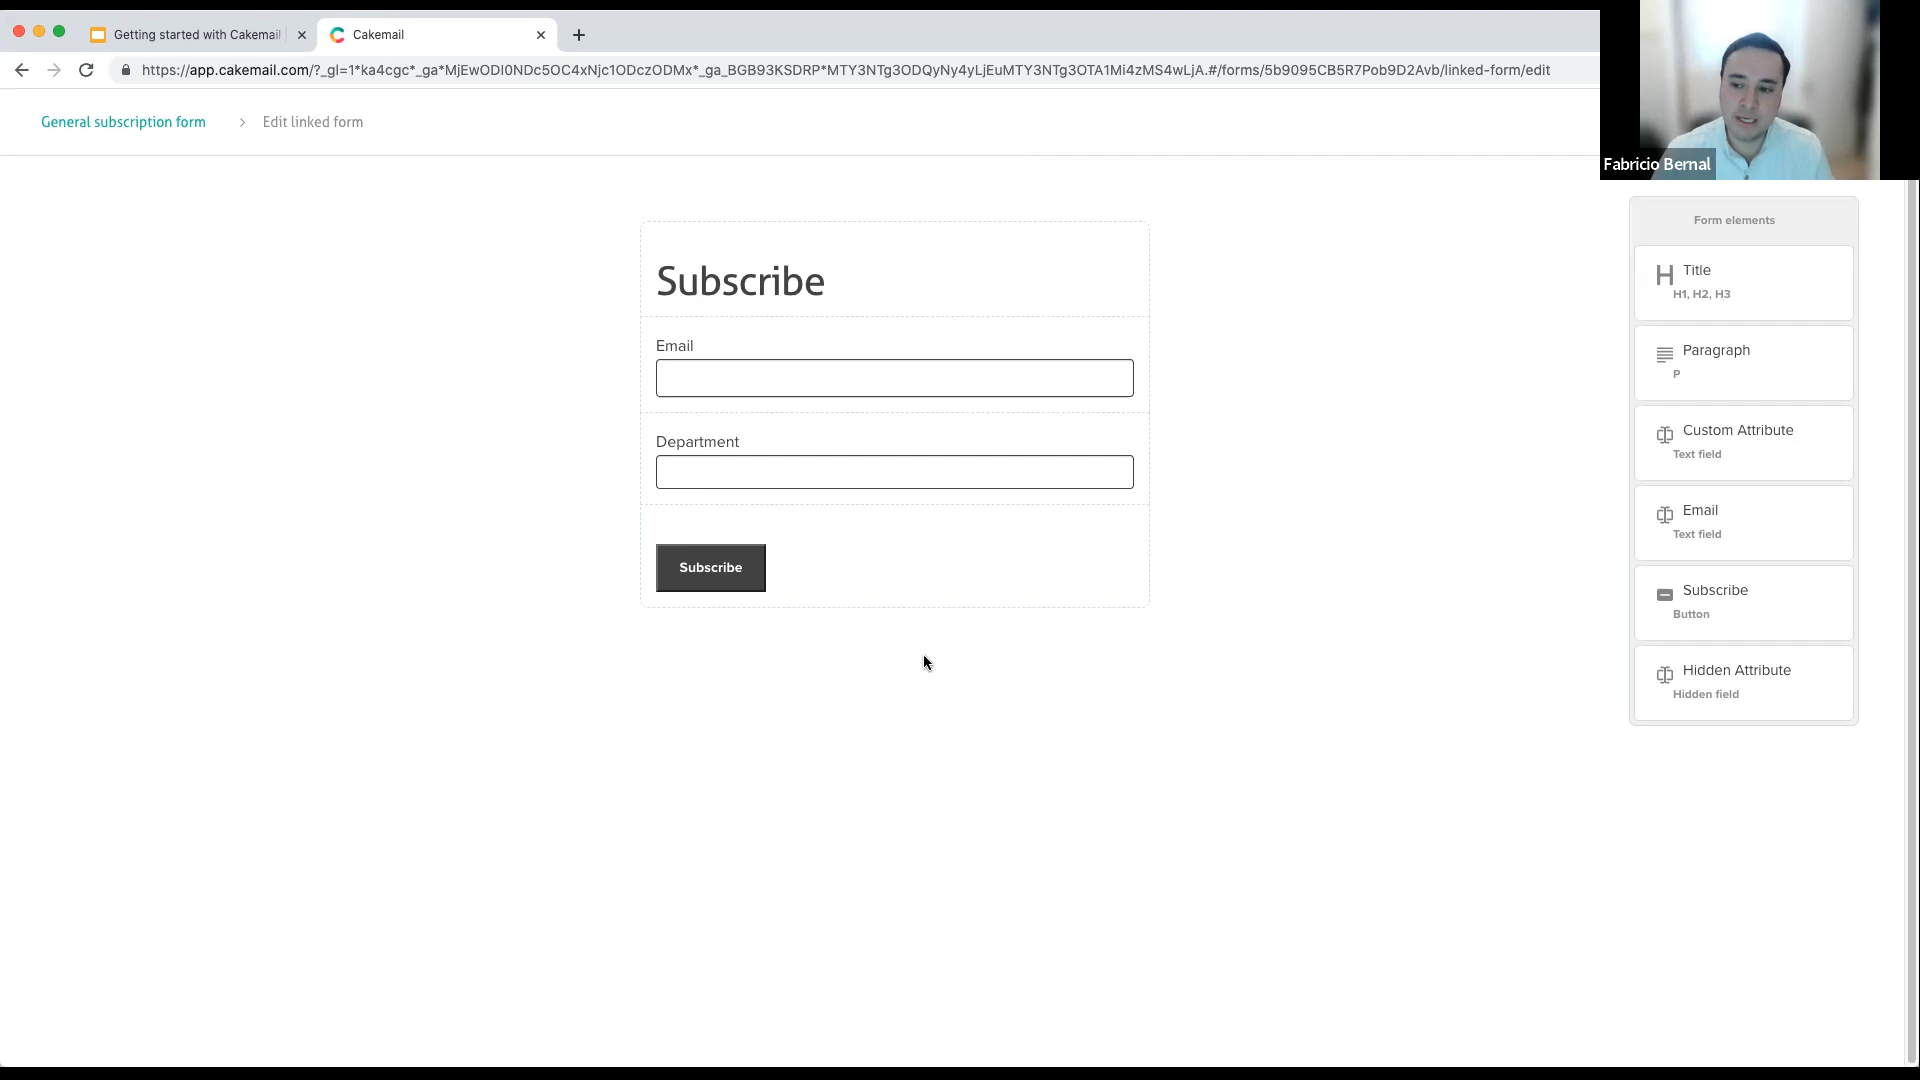 Getting started with Cakemail
Cakemail
https://app.cakemail.com/?_gl=1*ka4cgc*_ga*MjEwODI0NDc5OC4xNjc1ODczODMx*_ga_BGB93KSDRP*MTY3NTg3ODQyNy4yLjEuMTY3NTg3OTA1Mi4zMS4wLjA.#/forms/5b9095CB5R7Pob9D2Avb/linked-form/edit
General subscription form
Edit linked form
Fabricio Bernal
Subscribe
Email
Department
Subscribe
Form elements
Title
H1, H2, H3
Paragraph
P
Custom Attribute
Text field
Email
Text field
Subscribe
Button
Hidden Attribute
Hidden field